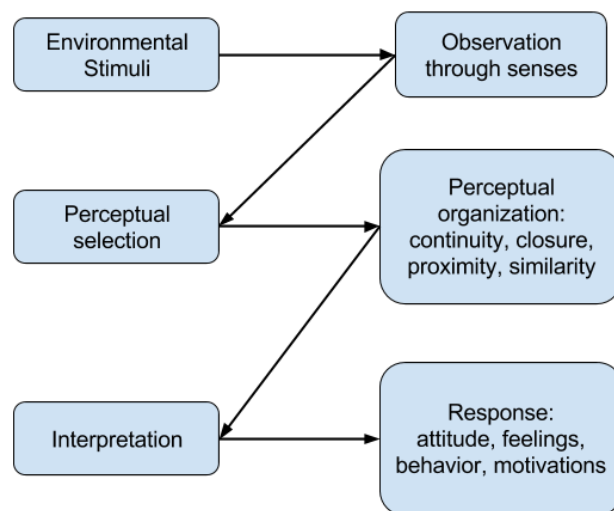 Environmental
Stimuli
Observation
through senses
Perceptual
selection
Perceptual
organization:
continuity, closure,
proximity, similarity
Interpretation
Response:
attitude, feelings,
behavior, motivations